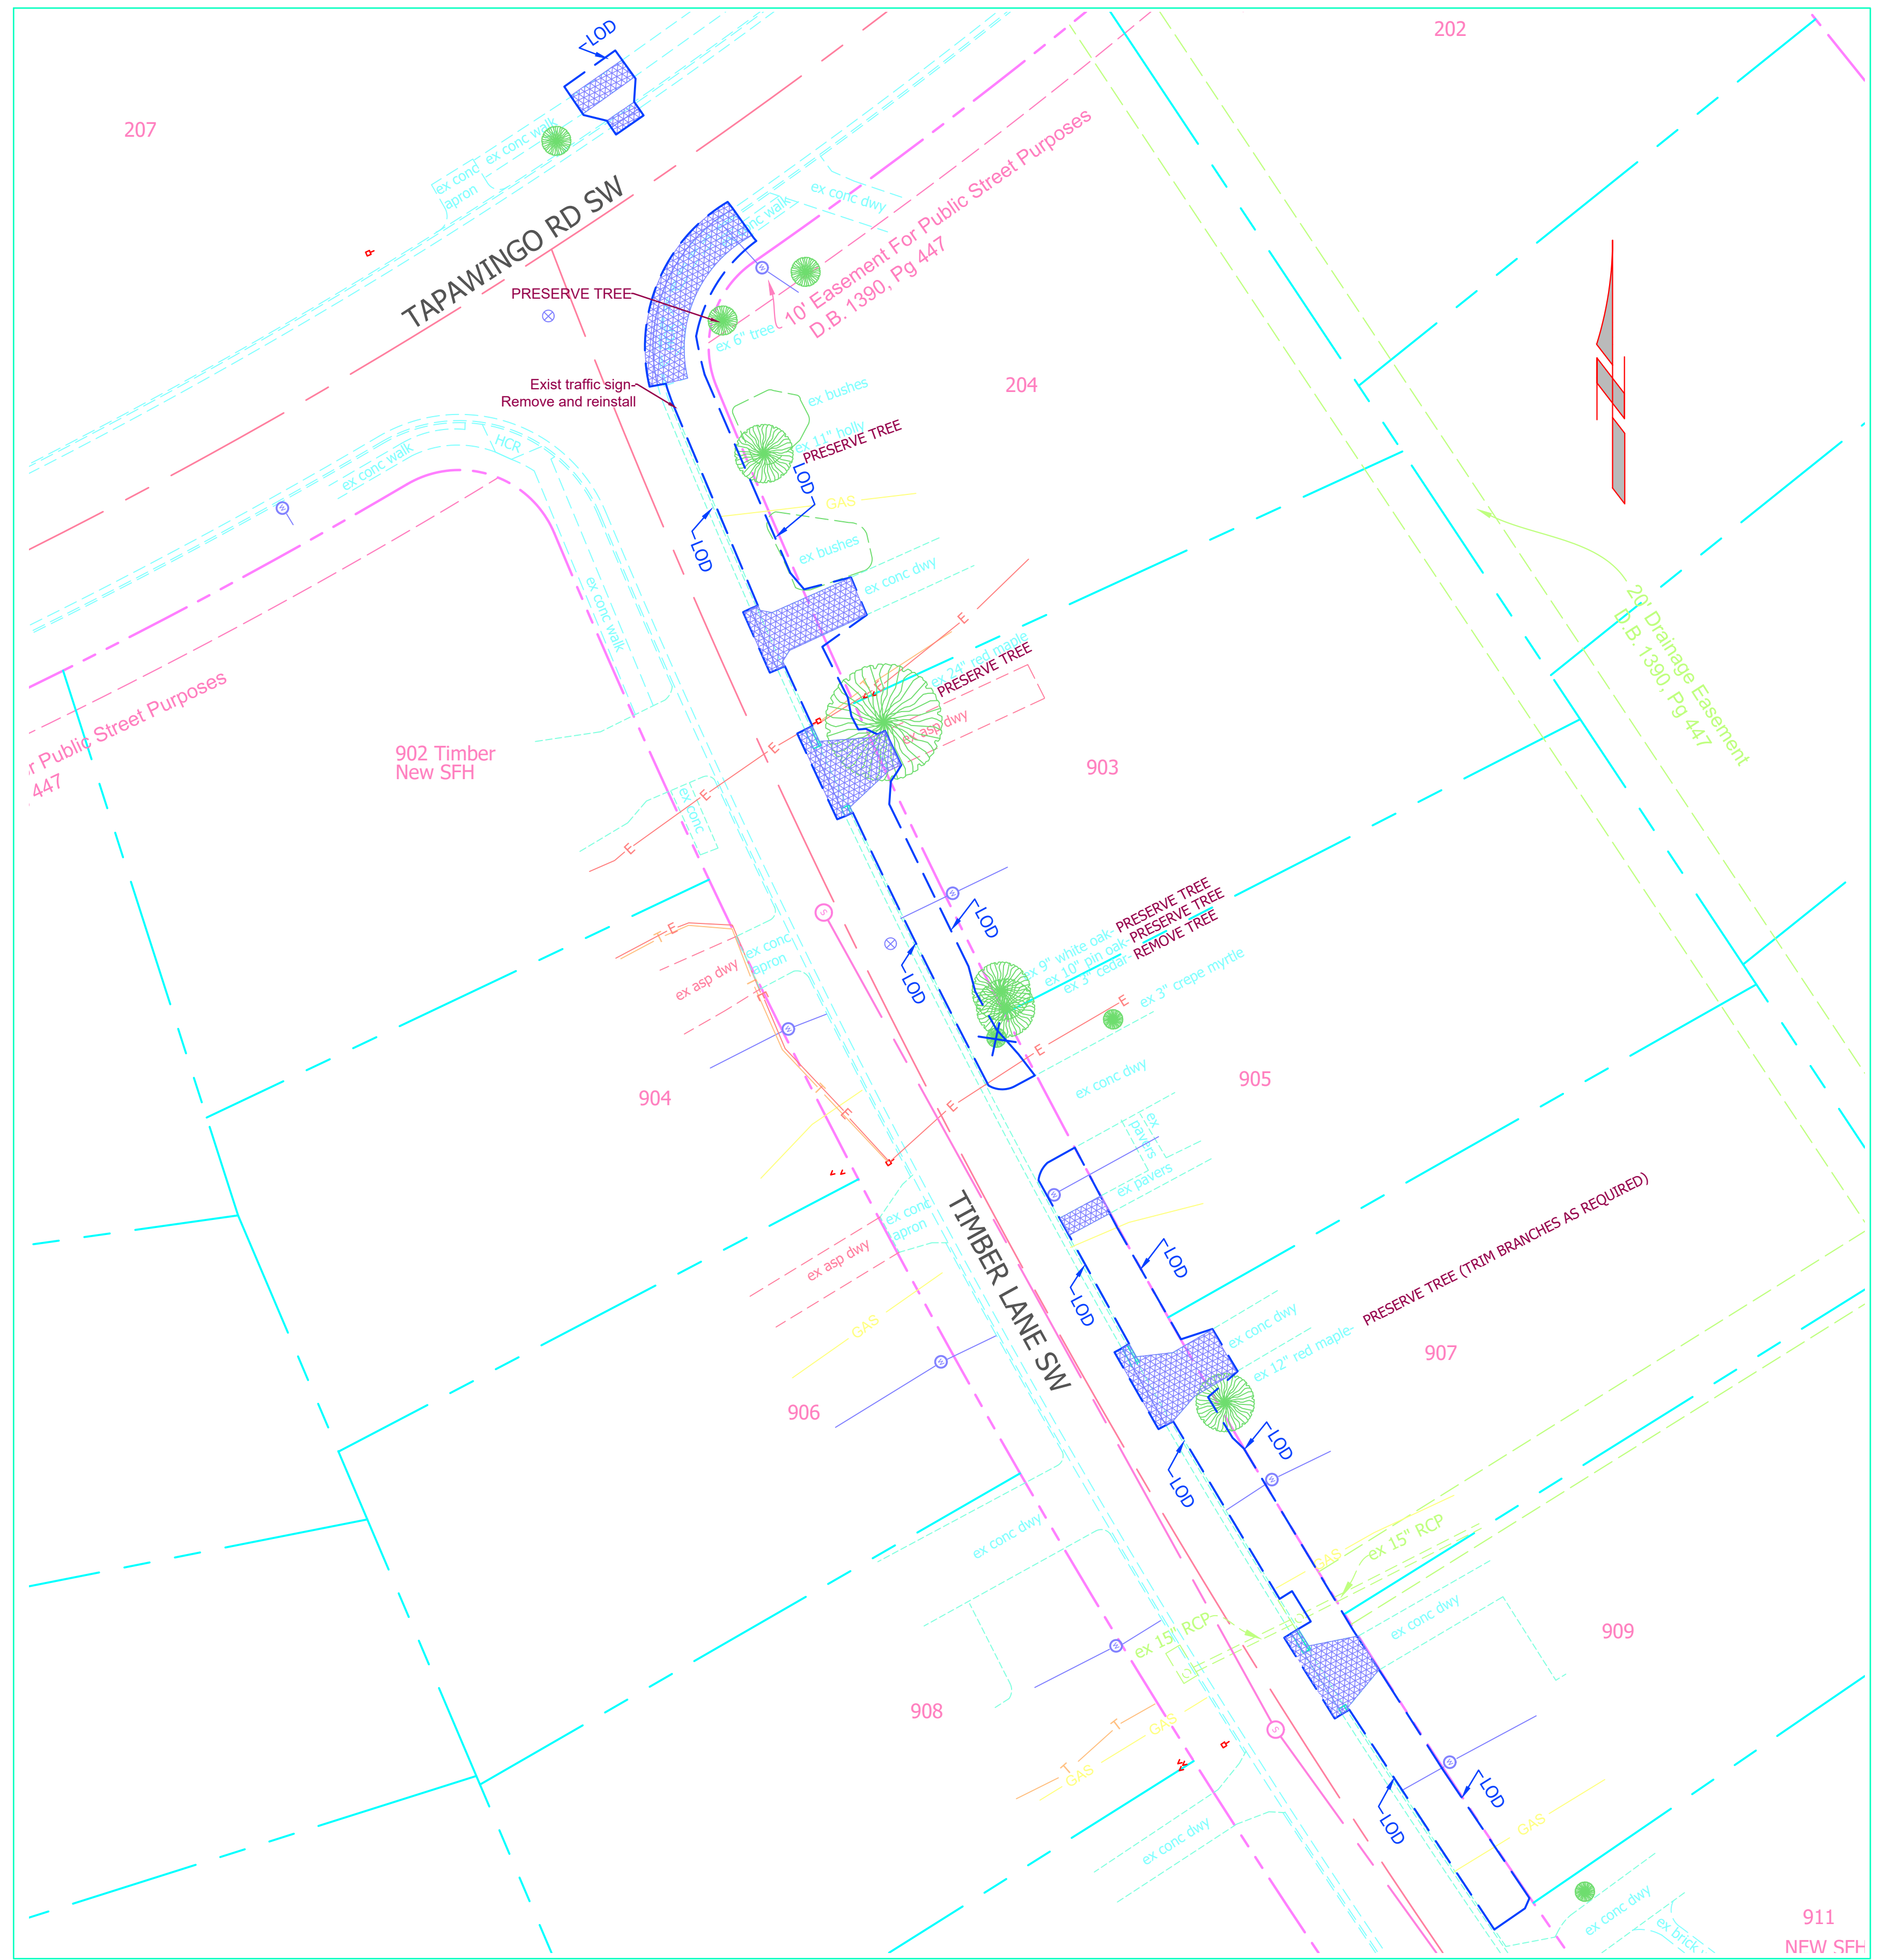 LOD
202
207
ex conc walk
ex conc
apron
TAPAWINGO RD SW
ex conc dwy
conc walk
10' Easement For Public Street Purposes
D.B. 1390, Pg 447
PRESERVE TREE
ex 6" tree
Exist traffic sign-
Remove and reinstall
204
ex bushes
ex 11" holly
PRESERVE TREE
LOD
HCR
ex conc walk
GAS
LOD
ex bushes
ex conc dwy
ex conc walk
E
ex 24" red maple
PRESERVE TREE
T
E
ex asp dwy
20' Drainage Easement
D.B. 1390, Pg 447
r Public Street Purposes
447
902 Timber
New SFH
903
E
E
E
ex conc
W
S
LOD
LOD
ex 9" white oak-
PRESERVE TREE
ex 10" pin oak-
PRESERVE TREE
ex 3" cedar-
REMOVE TREE
ex 3" crepe myrtle
T
E
ex conc
apron
ex asp dwy
T
E
E
E
E
904
905
ex conc dwy
ex
pavers
ex pavers
T
E
ex conc
apron
ex asp dwy
TIMBER LANE SW
LOD
LOD
GAS
906
907
ex conc dwy
ex 12" red maple-
PRESERVE TREE (TRIM BRANCHES AS REQUIRED)
LOD
LOD
ex conc dwy
GAS
ex 15" RCP
ex 15" RCP
ex conc dwy
909
908
T
T
GAS
GAS
S
LOD
LOD
GAS
ex conc dwy
ex conc dwy
ex brick
911
NEW SFH